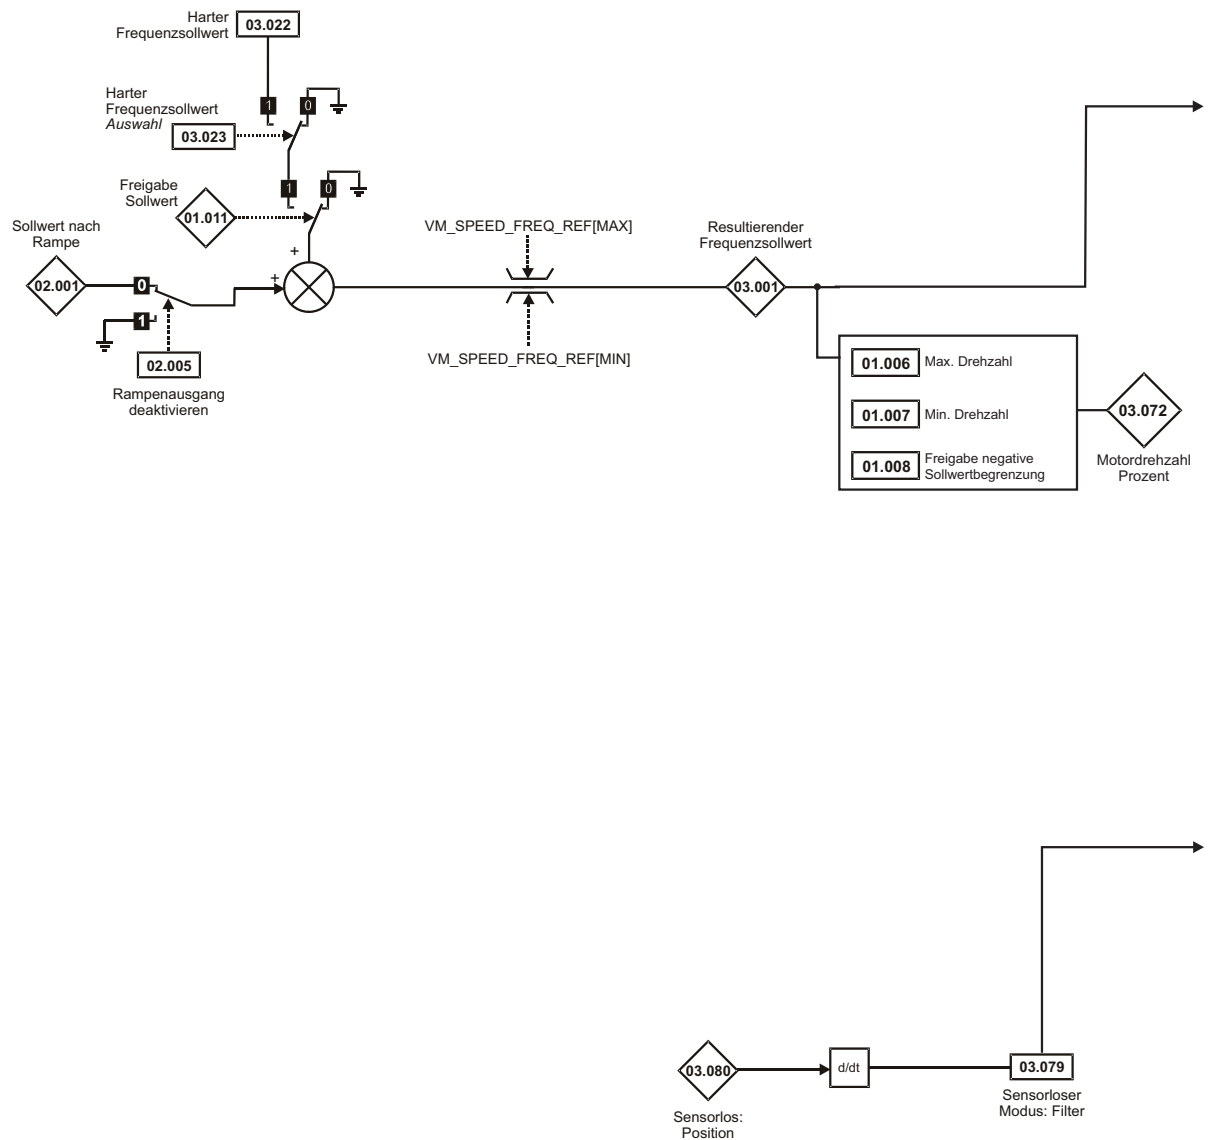 Harter
Frequenzsollwert
03.022
Harter
Frequenzsollwert
Auswahl
1
0
03.023
Freigabe
Sollwert
1
0
01.011
Sollwert nach
Rampe
+
VM_SPEED_FREQ_REF[MAX]
Resultierender
Frequenzsollwert
02.001
0
+
03.001
1
02.005
Rampenausgang
deaktivieren
VM_SPEED_FREQ_REF[MIN]
01.006 Max. Drehzahl
01.007 Min. Drehzahl
01.008 Freigabe negative
Sollwertbegrenzung
03.072
Motordrehzahl
Prozent
03.080
d/dt
03.079
Sensorlos:
Position
Sensorloser
Modus: Filter